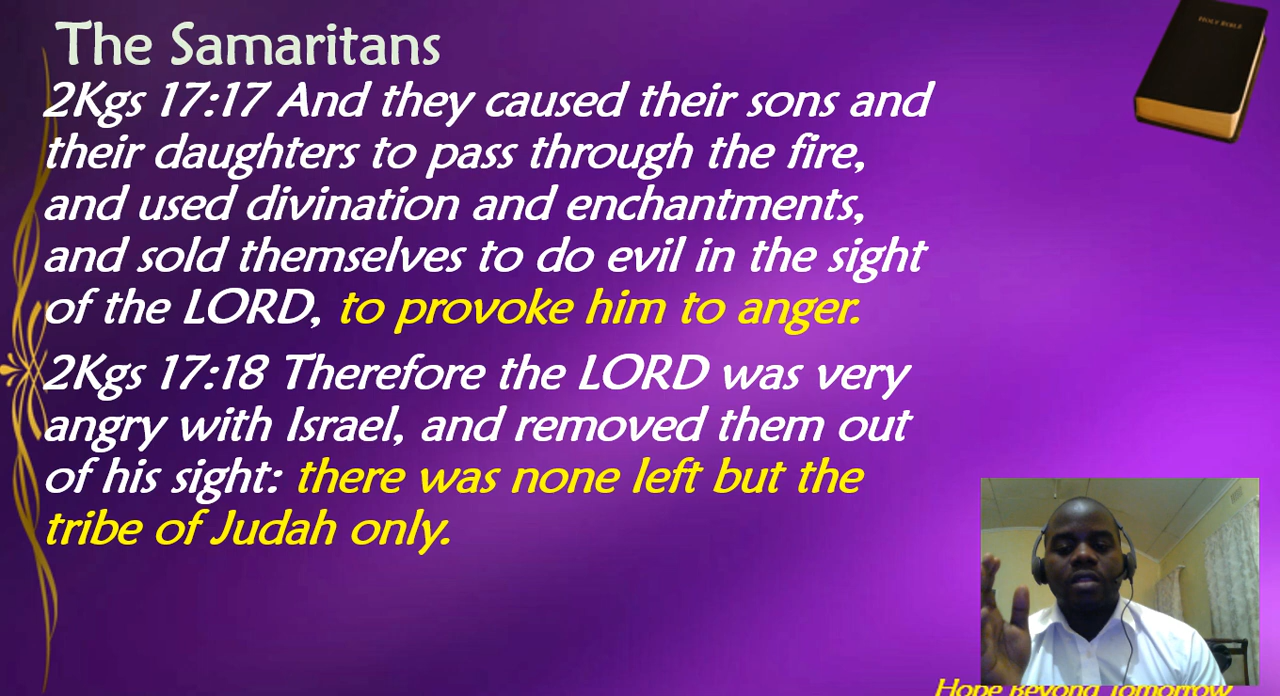 The Samaritans
HOLY BIBLE
2Kgs 17:17 And they caused their sons and
their daughters to pass through the fire,
and used divination and enchantments,
and sold themselves to do evil in the sight
of the LORD, to provoke him to anger.
2Kgs 17:18 Therefore the LORD was very
angry with Israel, and removed them out
of his sight: there was none left but the
tribe of Judah only.
Hope Beyond Tomorrow